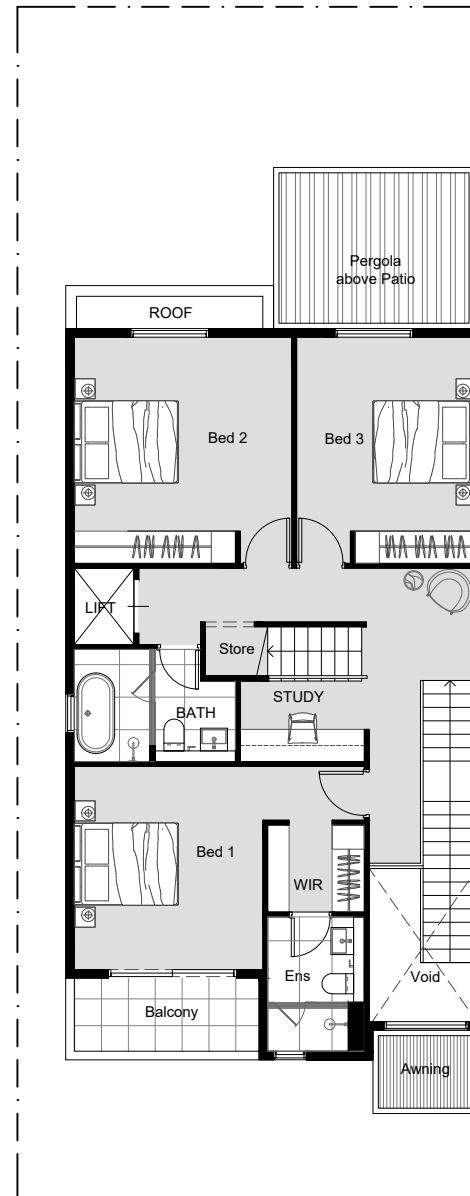 Pergola
above Patio
ROOF
Bed 2
Bed 3
LIFT
Store
STUDY
BATH
Bed 1
WIR
Ens
Void
Balcony
Awning